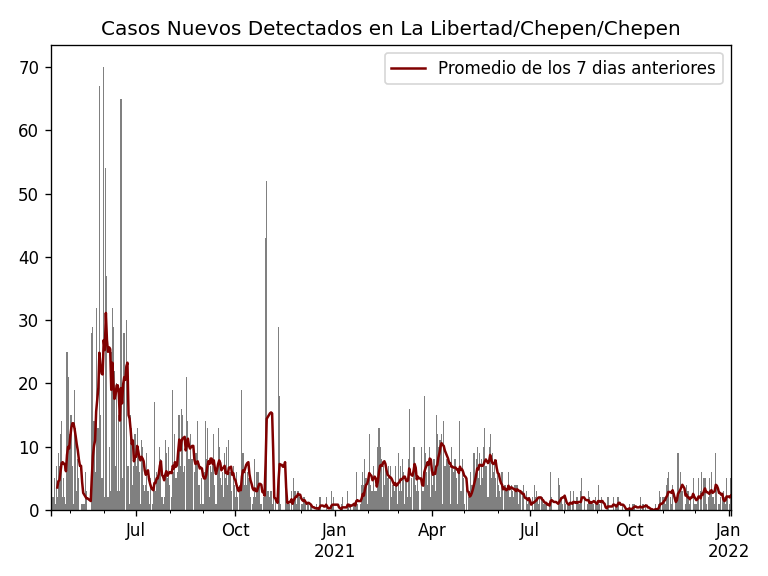 Casos Nuevos Detectados en La Libertad/Chepen/Chepen
Promedio de los 7 dias anteriores
70
60
50
40
30
20
10
0
Jul
Oct
Jan
2021
Apr
Jul
Oct
Jan
2022